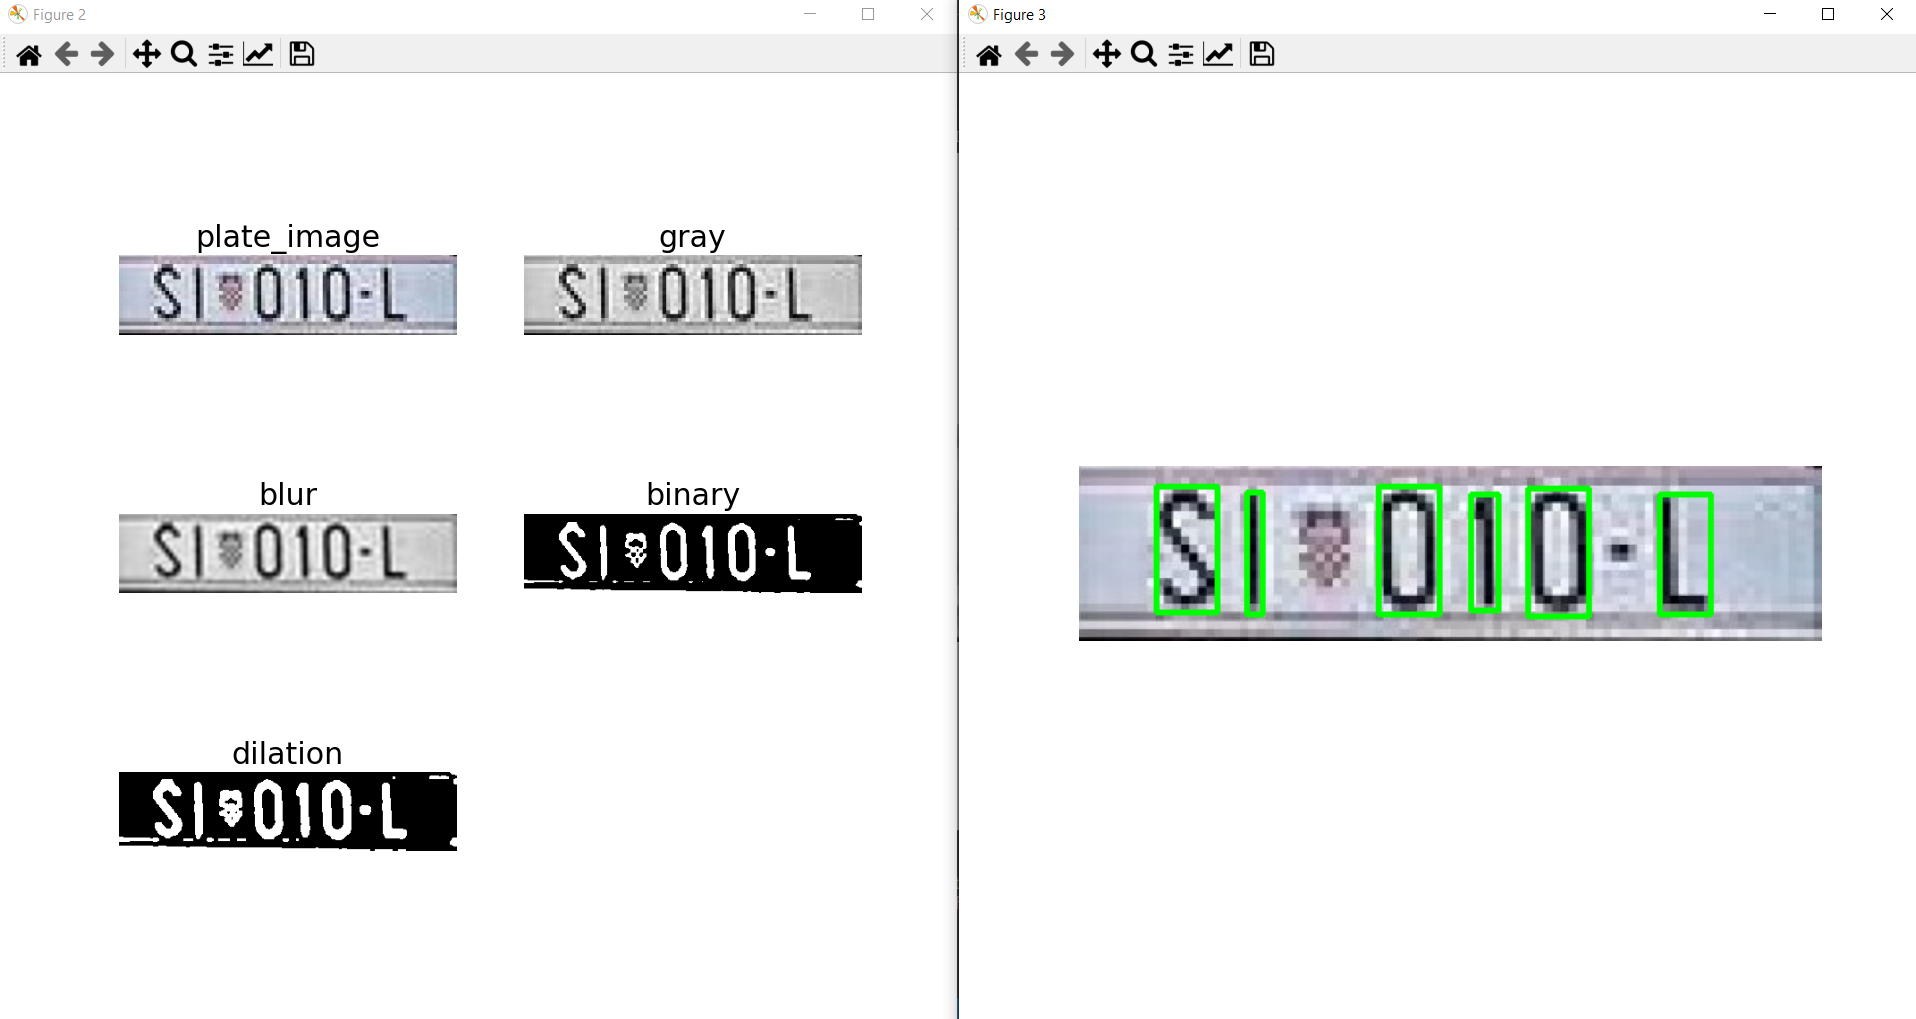 Figure 2
plate_image
SI 010-L
gray
SI 010-L
blur
SI 010-L
binary
SI 010-L
dilation
SI 010-L
Figure 3
SI 010-L